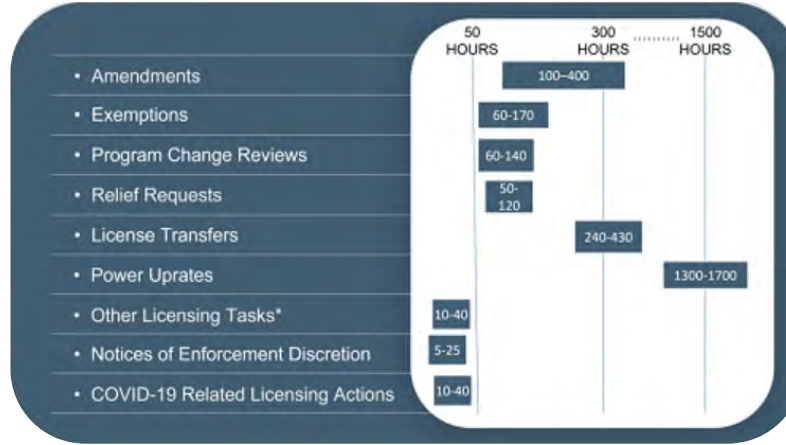 50 300 .......... 1500
HOURS HOURS HOURS
• Amendments 100–400
• Exemptions 60-170
• Program Change Reviews 60-140
• Relief Requests 50-
120
• License Transfers 240-430
• Power Uprates 1300-1700
• Other Licensing Tasks* 10-40
• Notices of Enforcement Discretion 5-25
• COVID-19 Related Licensing Actions 10-40